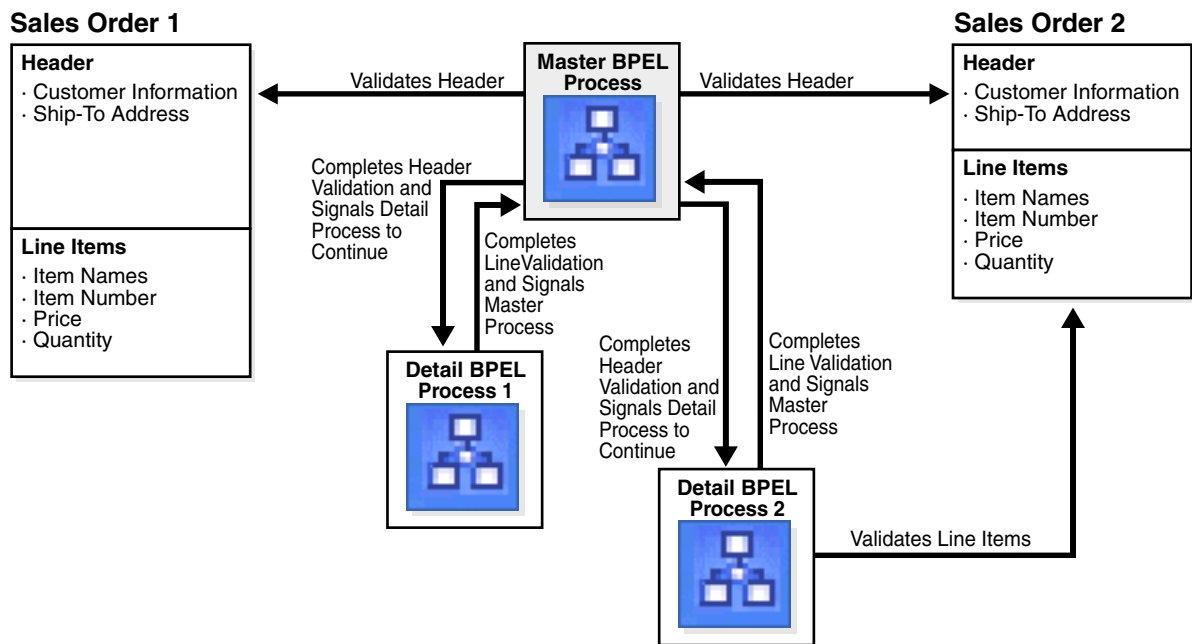 Sales Order 1
Header
· Customer Information
· Ship-To Address
Line Items
· Item Names
· Item Number
· Price
· Quantity
Validates Header
Master BPEL
Process
Validates Header
Sales Order 2
Header
· Customer Information
· Ship-To Address
Line Items
· Item Names
· Item Number
· Price
· Quantity
Completes Header
Validation and
Signals Detail
Process to
Continue
Completes
LineValidation
and Signals
Master
Process
Detail BPEL
Process 1
Completes
Header
Validation and
Signals Detail
Process to
Continue
Completes
Line Validation
and Signals
Master
Process
Detail BPEL
Process 2
Validates Line Items